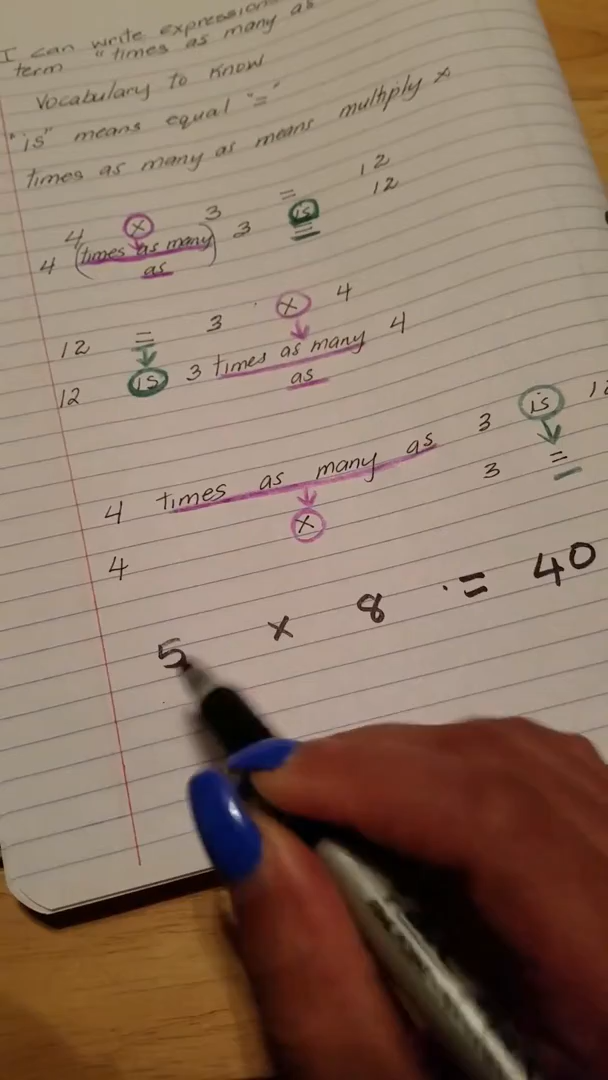 I can write expression
term "times as many as
Vocabulary to know
"is" means equal "="
times as many as means multiply x
4 x 3 = 12
4 (times as many) 3 is 12
as =
12 = 3 x 4
12 is 3 times as many 4
as
4 times as many as 3 is 12
4 x 3 =
5 x 8 = 40